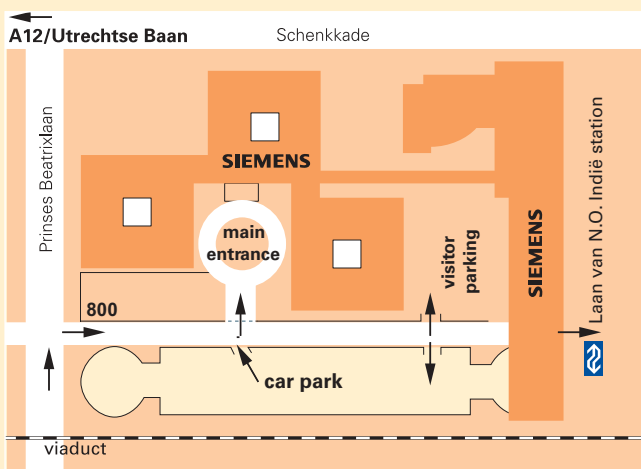 A12/Utrechtse Baan
Schenkkade
Prinses Beatrixlaan
SIEMENS
main
entrance
visitor
parking
SIEMENS
Laan van N.O. Indië station
800
car park
viaduct